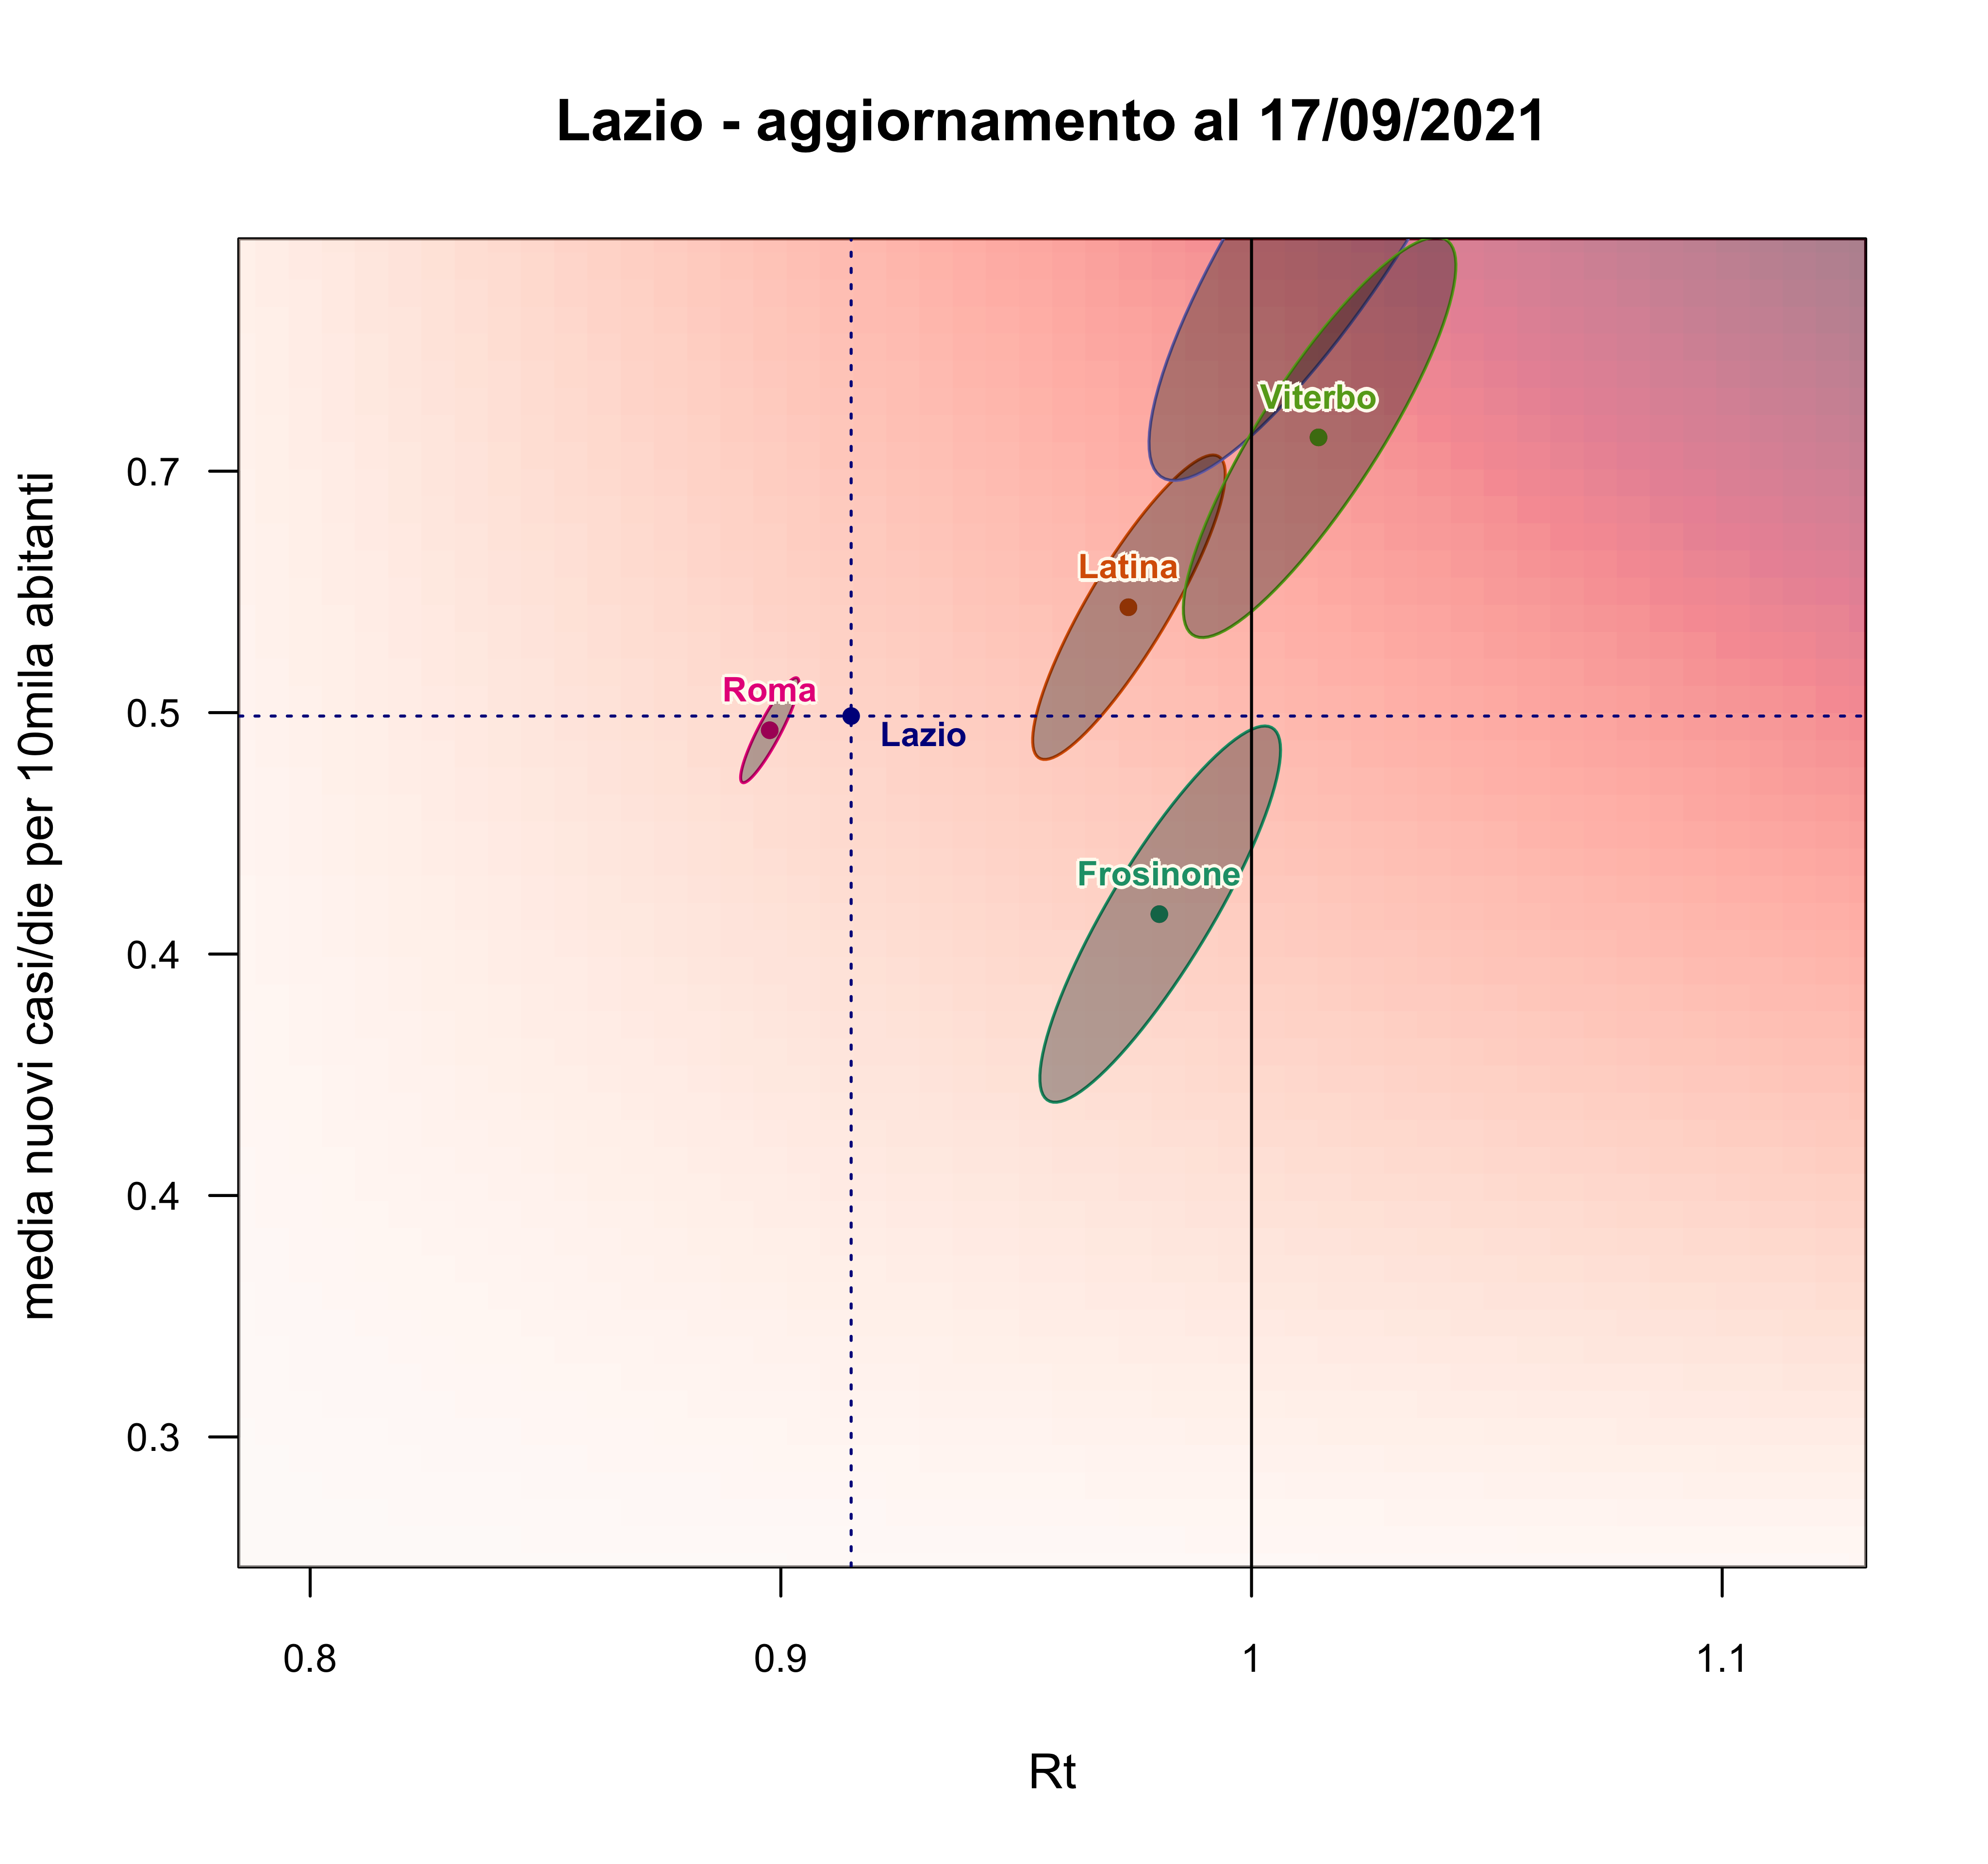 Lazio - aggiornamento al 17/09/2021
media nuovi casi/die per 10mila abitanti
0.7
0.5
0.4
0.4
0.3
Viterbo
Latina
Roma
Lazio
Frosinone
0.8
0.9
1
1.1
Rt